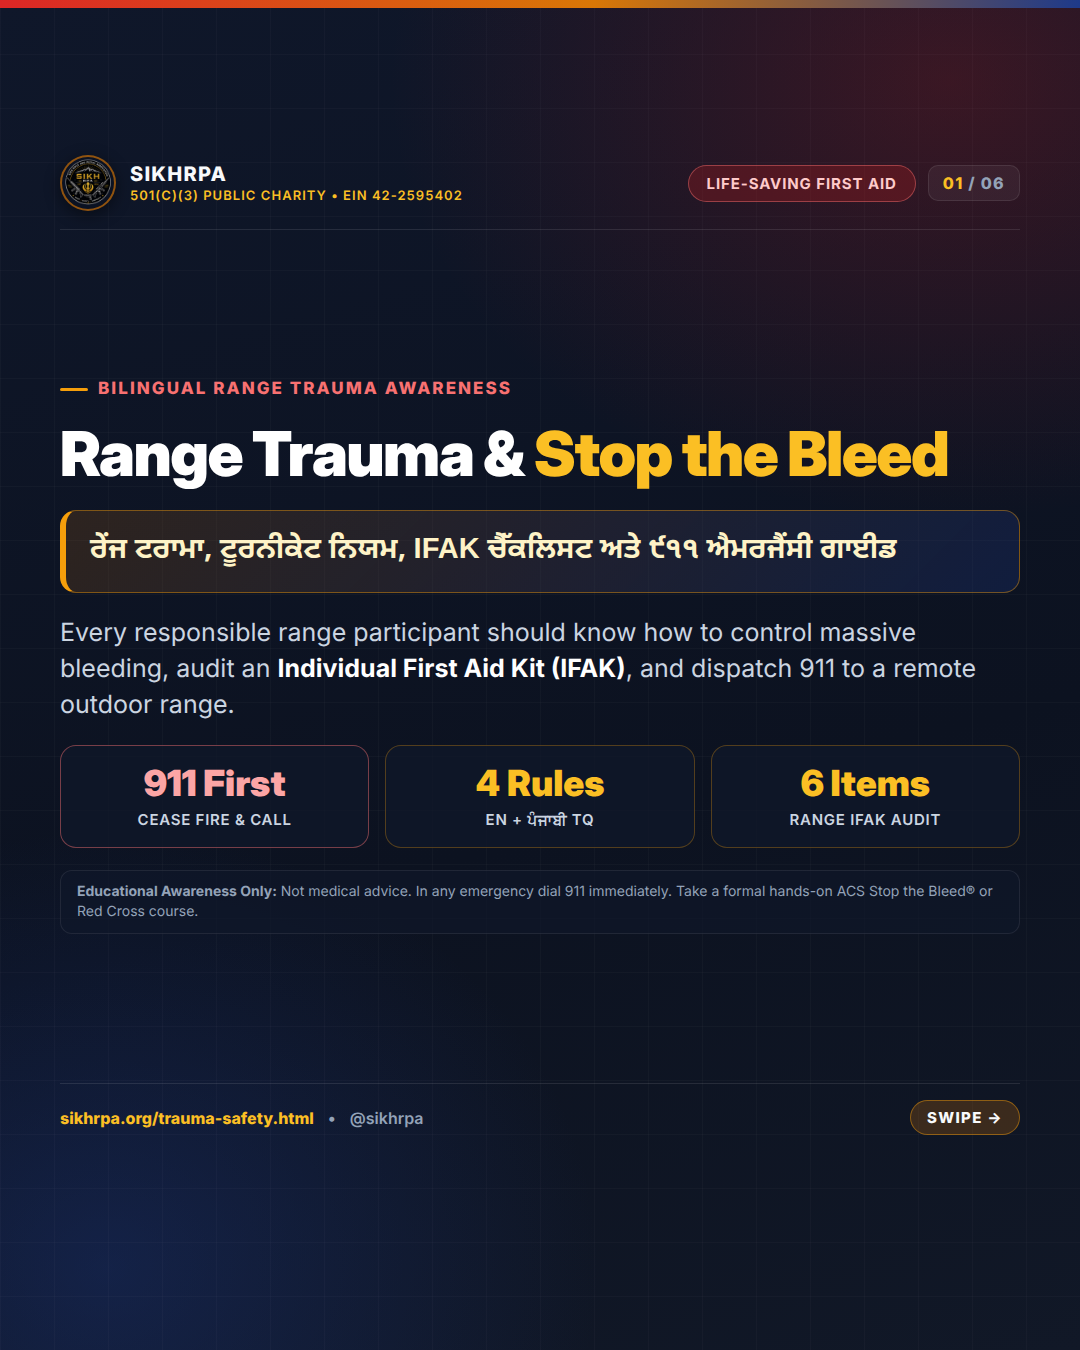 SIKH
SIKHRPA
501(C)(3) PUBLIC CHARITY • EIN 42-2595402
LIFE-SAVING FIRST AID
01 / 06
BILINGUAL RANGE TRAUMA AWARENESS
Range Trauma & Stop the Bleed
ਰੇਂਜ ਟਰਾਮਾ, ਟੂਰਨੀਕੇਟ ਨਿਯਮ, IFAK ਚੈੱਕਲਿਸਟ ਅਤੇ ੯੧੧ ਐਮਰਜੈਂਸੀ ਗਾਈਡ
Every responsible range participant should know how to control massive
bleeding, audit an Individual First Aid Kit (IFAK), and dispatch 911 to a remote
outdoor range.
911 First
CEASE FIRE & CALL
4 Rules
EN + ਪੰਜਾਬੀ TQ
6 Items
RANGE IFAK AUDIT
Educational Awareness Only: Not medical advice. In any emergency dial 911 immediately. Take a formal hands-on ACS Stop the Bleed® or
Red Cross course.
sikhrpa.org/trauma-safety.html • @sikhrpa
SWIPE →